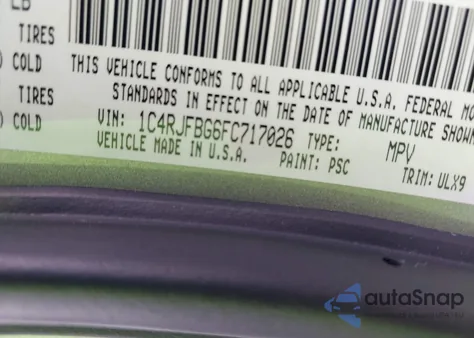 LB
TIRES
COLD
TIRES
) COLD
THIS VEHICLE CONFORMS TO ALL APPLICABLE U.S.A. FEDERAL MO
STANDARDS IN EFFECT ON THE DATE OF MANUFACTURE SHOWN
VIN: 1C4RJFBG6FC717026 TYPE: MPV
VEHICLE MADE IN U.S.A. PAINT: PSC TRIM: ULX9
autoSnap